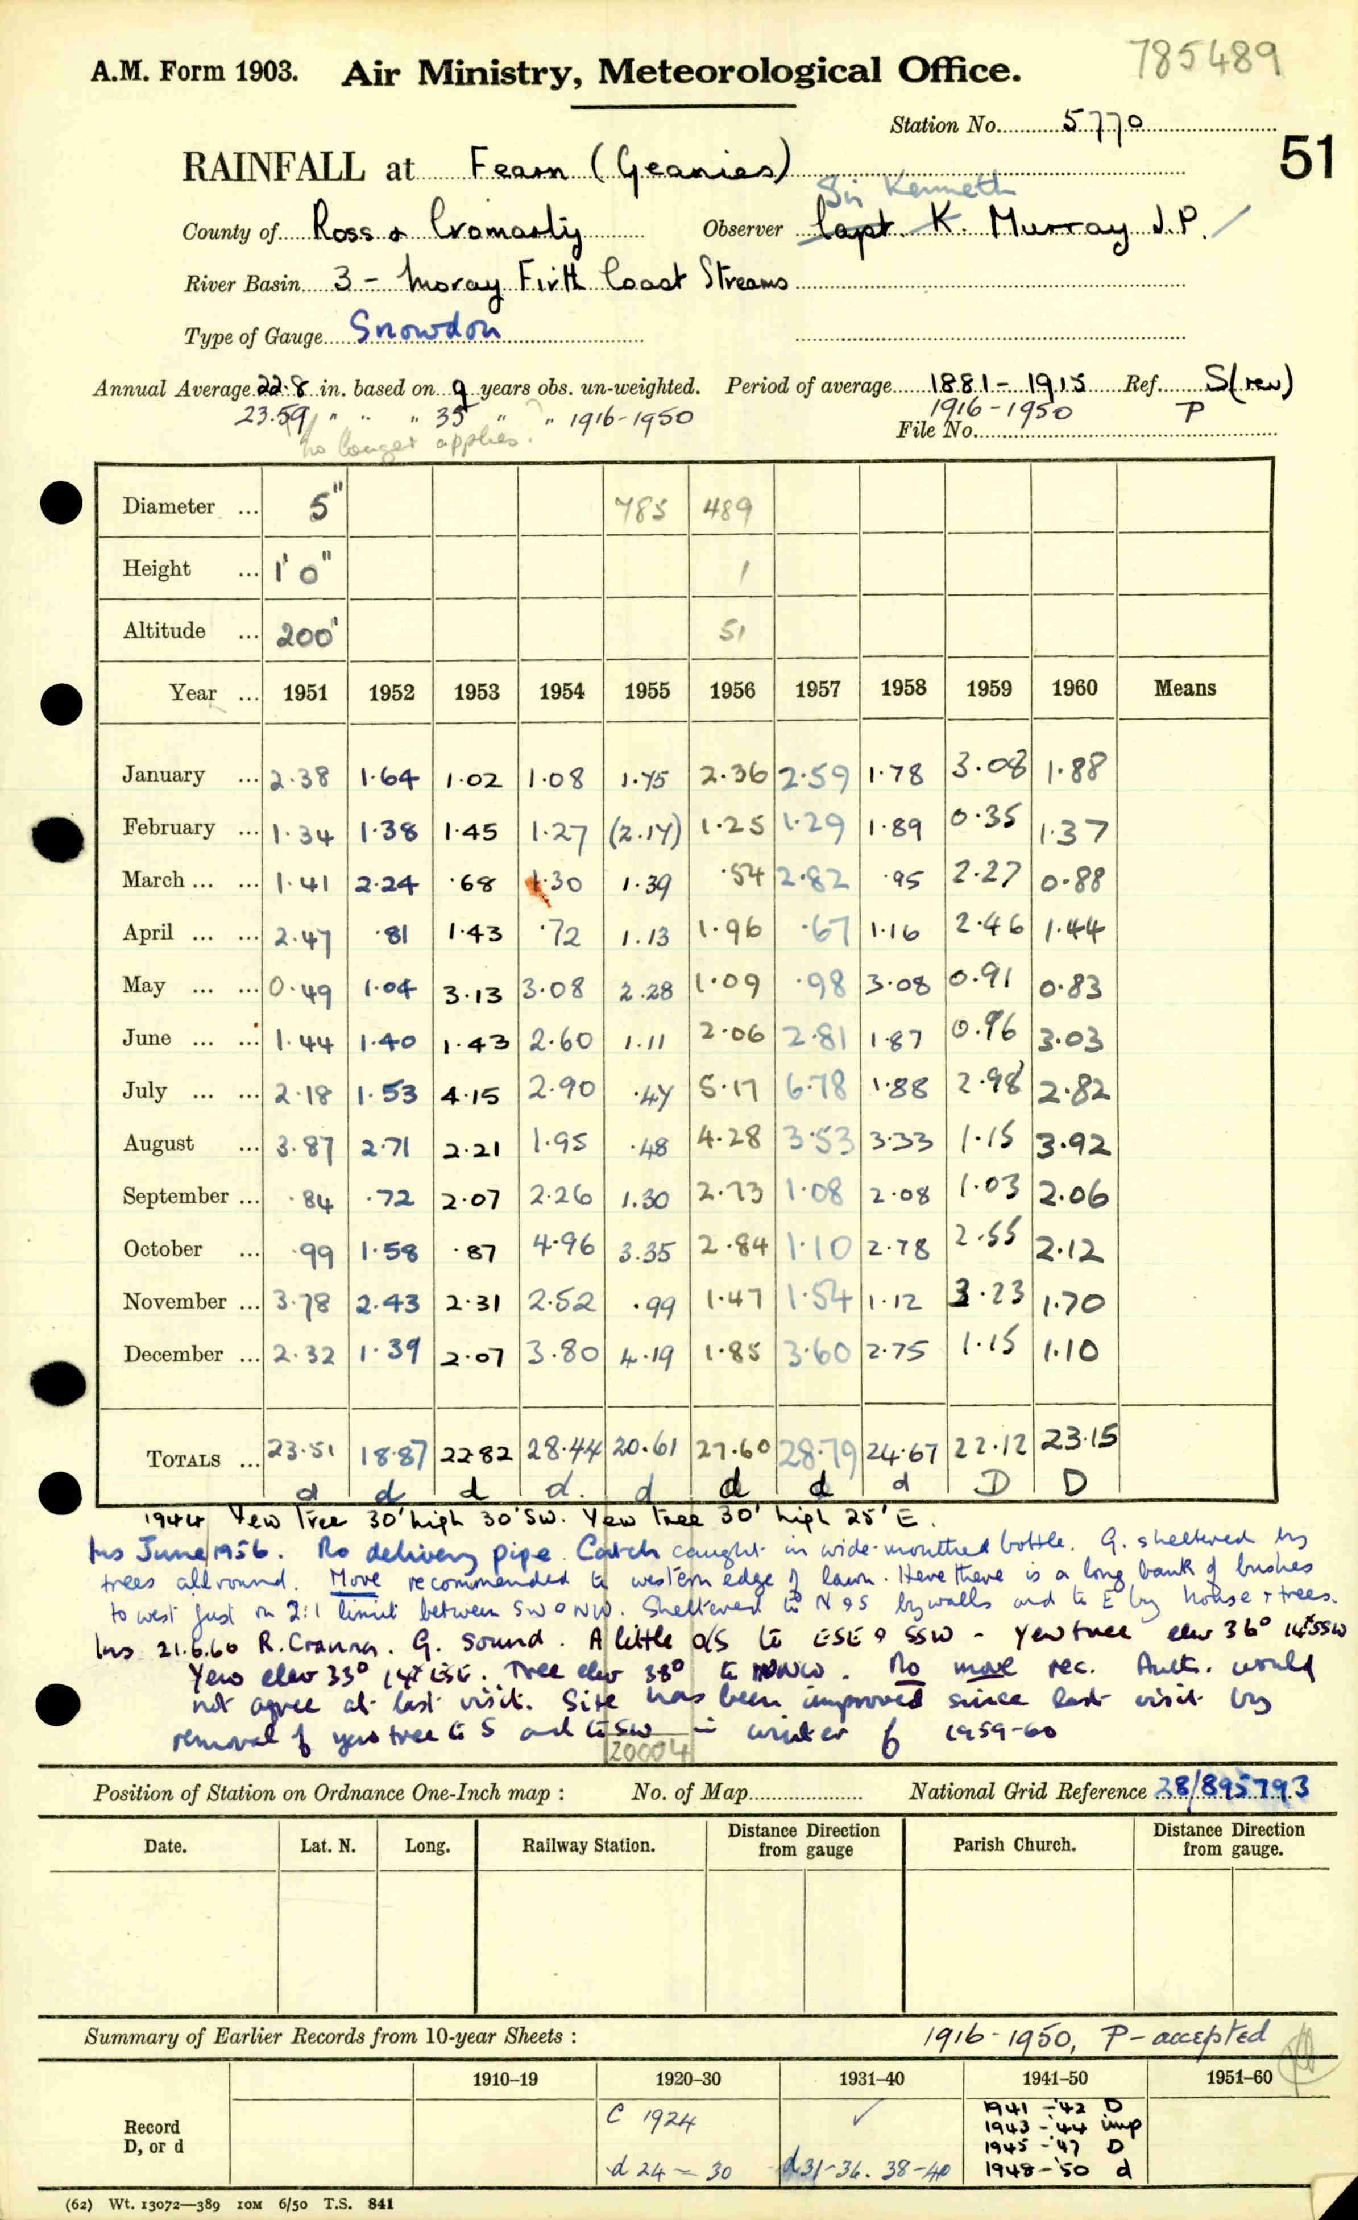 785489
A.M. Form 1903. Air Ministry, Meteorological Office.
Station No. 5770
51
RAINFALL at Fearn (Geanies)
Sir Kenneth
County of Ross & Cromarty Observer Capt. K. Murray J.P.
River Basin 3 - Moray Firth Coast Streams
Type of Gauge Snowdon
Annual Average 22.8 in. based on 9 years obs. un-weighted. Period of average 1881-1915 Ref. S(rev)
23.59 " " " 35 " " 1916-1950 1916-1950 P
no longer applies.
File No.
Diameter ... 5" 785 489
Height ... 1' 0" 1
Altitude ... 200' 51
Year ... 1951 1952 1953 1954 1955 1956 1957 1958 1959 1960 Means
January ... 2.38 1.64 1.02 1.08 1.75 2.36 2.59 1.78 3.08 1.88
February ... 1.34 1.38 1.45 1.27 (2.17) 1.25 1.29 1.89 0.35 1.37
March ... ... 1.41 2.24 .68 1.30 1.39 .54 2.82 .95 2.27 0.88
April ... ... 2.47 .81 1.43 .72 1.13 1.96 .67 1.16 2.46 1.44
May ... ... 0.49 1.04 3.13 3.08 2.28 1.09 .98 3.08 0.91 0.83
June ... ... 1.44 1.40 1.43 2.60 1.11 2.06 2.81 1.87 0.96 3.03
July ... ... 2.18 1.53 4.15 2.90 .47 5.17 6.78 1.88 2.98 2.82
August ... 3.87 2.71 2.21 1.95 .48 4.28 3.53 3.33 1.15 3.92
September ... .84 .72 2.07 2.26 1.30 2.73 1.08 2.08 1.03 2.06
October ... .99 1.58 .87 4.96 3.35 2.84 1.10 2.78 2.55 2.12
November ... 3.78 2.43 2.31 2.52 .99 1.47 1.54 1.12 3.23 1.70
December ... 2.32 1.39 2.07 3.80 4.19 1.85 3.60 2.75 1.15 1.10
TOTALS ... 23.51 18.87 22.82 28.44 20.61 27.60 28.79 24.67 22.12 23.15
d d d d. d d d d D D
1944 Yew Tree 30' high 30' SW. Yew Tree 30' high 25' E.
Ins June 1956. No delivery pipe. Catch caught in wide-mouthed bottle. G. sheltered by
trees all round. Move recommended to western edge of lawn. Here there is a long bank of bushes
to west just on 2:1 limit between SW & NW. Sheltered to N & S by walls and to E by house & trees.
Ins 21.6.60 R. Cranna. G. sound. A little o/s to ESE & SSW - Yew tree elev 36° SSW
Yew elev 33° ESE. Tree elev 38° to NNW. No move rec. Auth. would
not agree at last visit. Site has been improved since last visit by
removal of yew tree to S and to SW in winter of 1959-60
20004
Position of Station on Ordnance One-Inch map : No. of Map National Grid Reference 28/895793
Date. Lat. N. Long. Railway Station. Distance Direction from gauge Parish Church. Distance Direction from gauge.
Summary of Earlier Records from 10-year Sheets : 1916-1950, P-accepted
1910–19 1920–30 1931–40 1941–50 1951–60
Record D, or d
C 1924 ✓ 1941-'42 D
1943-'44 imp
1945-'47 D
d 24-30 d31-36. 38-40 1948-'50 d
(62) Wt. 13072—389 10M 6/50 T.S. 841